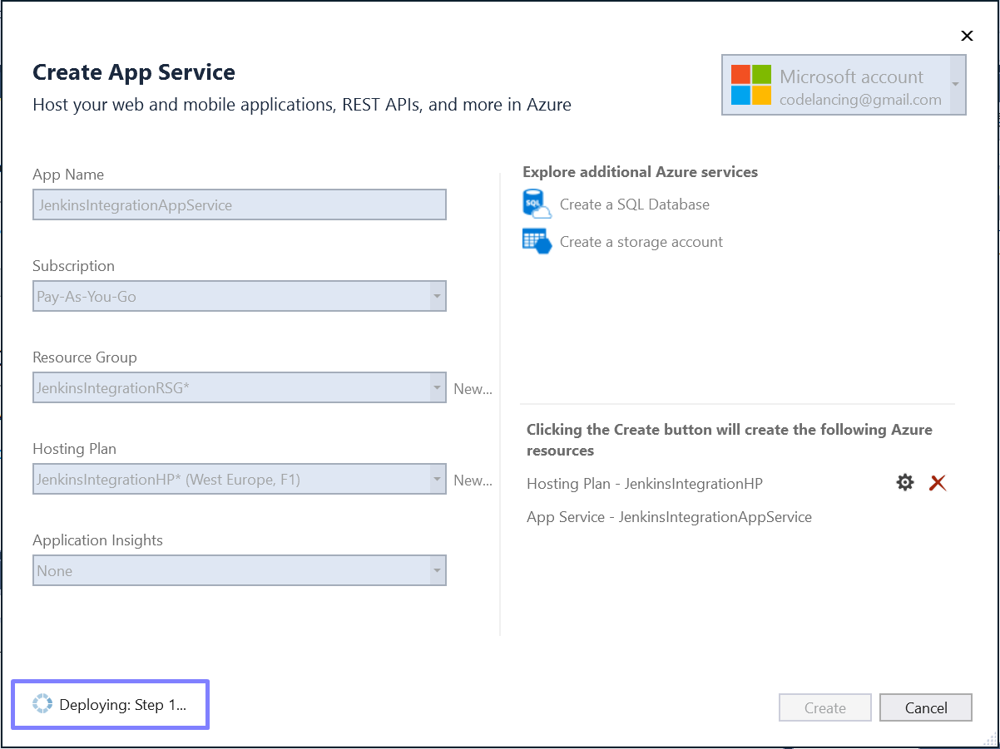 Create App Service
Host your web and mobile applications, REST APIs, and more in Azure
Microsoft account
codelancing@gmail.com
App Name
JenkinsIntegrationAppService
Subscription
Pay-As-You-Go
Resource Group
JenkinsIntegrationRSG*
New...
Hosting Plan
JenkinsIntegrationHP* (West Europe, F1)
New...
Application Insights
None
Explore additional Azure services
SQL
Create a SQL Database
Create a storage account
Clicking the Create button will create the following Azure
resources
Hosting Plan - JenkinsIntegrationHP
App Service - JenkinsIntegrationAppService
Deploying: Step 1...
Create
Cancel